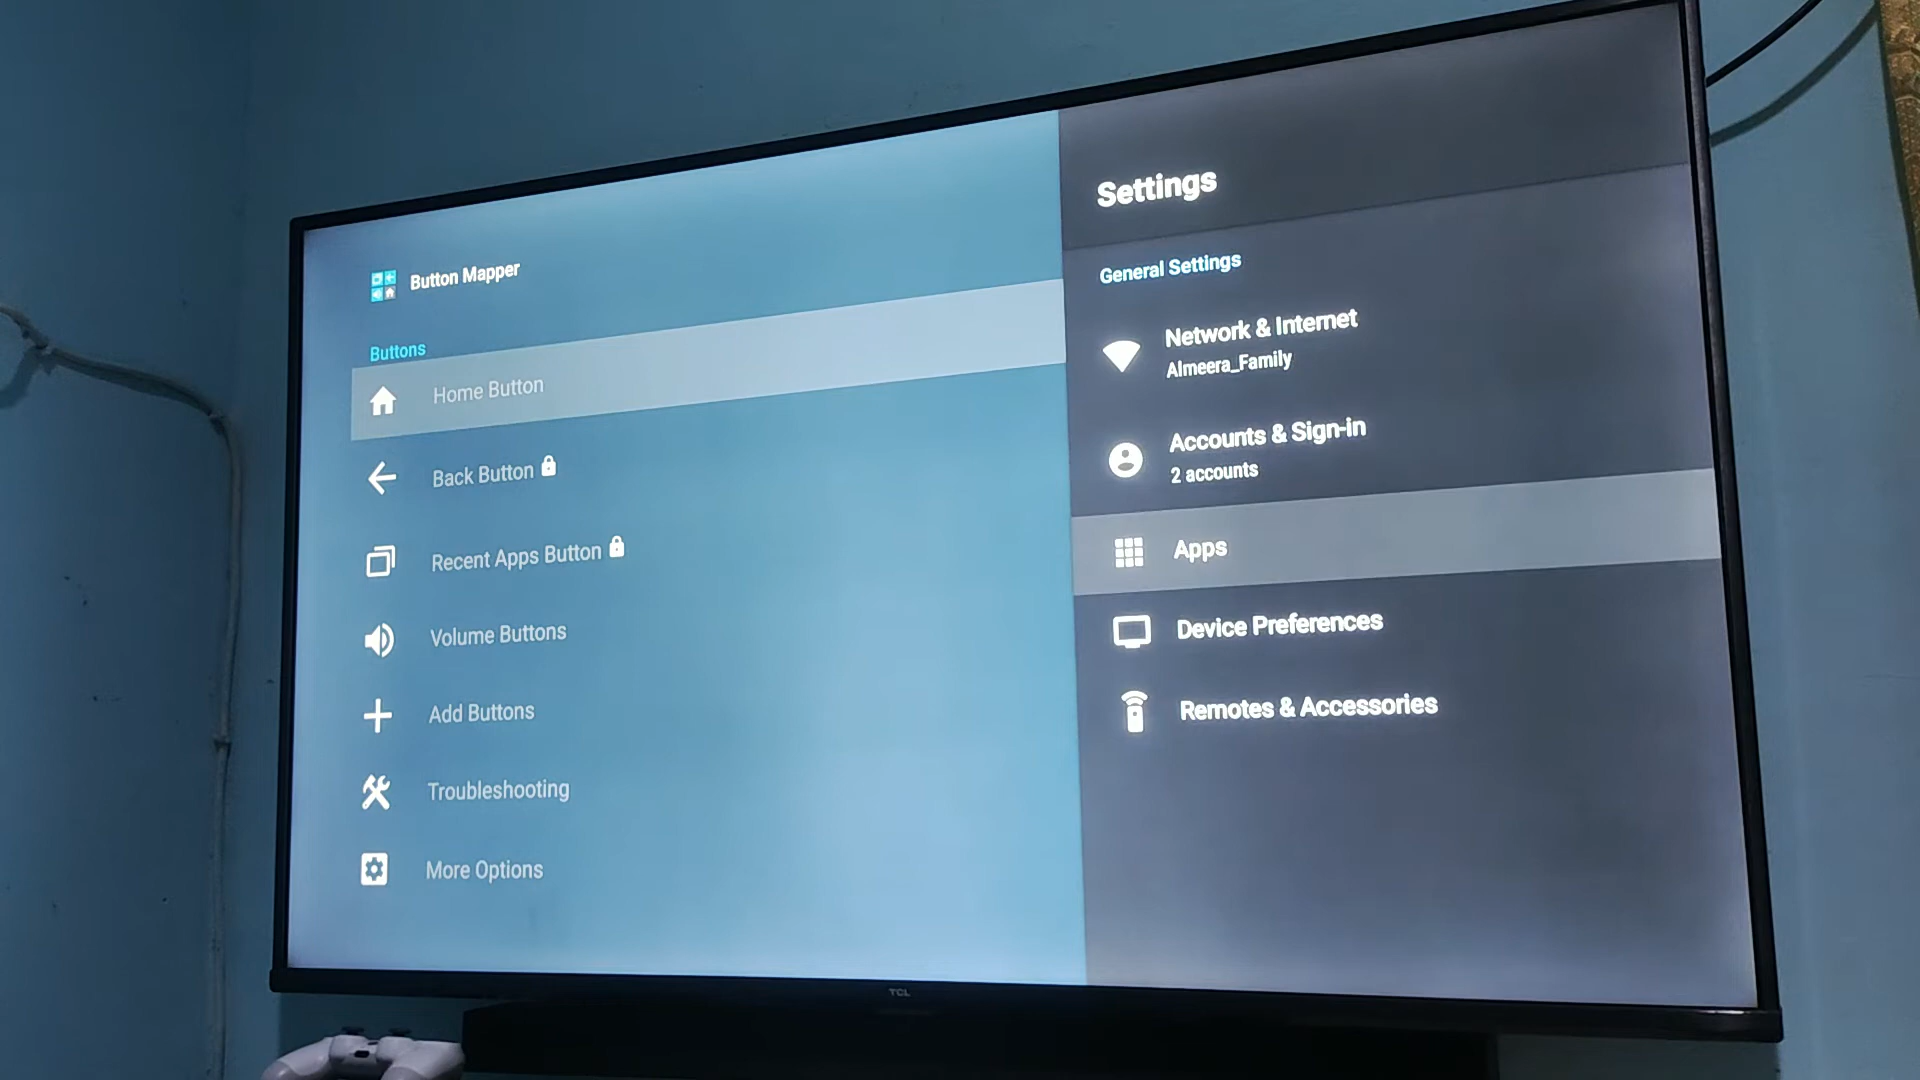 Button Mapper
Buttons
Home Button
Back Button
Recent Apps Button
Volume Buttons
Add Buttons
Troubleshooting
More Options
Settings
General Settings
Network & Internet
Almeera_Family
Accounts & Sign-in
2 accounts
Apps
Device Preferences
Remotes & Accessories
TCL